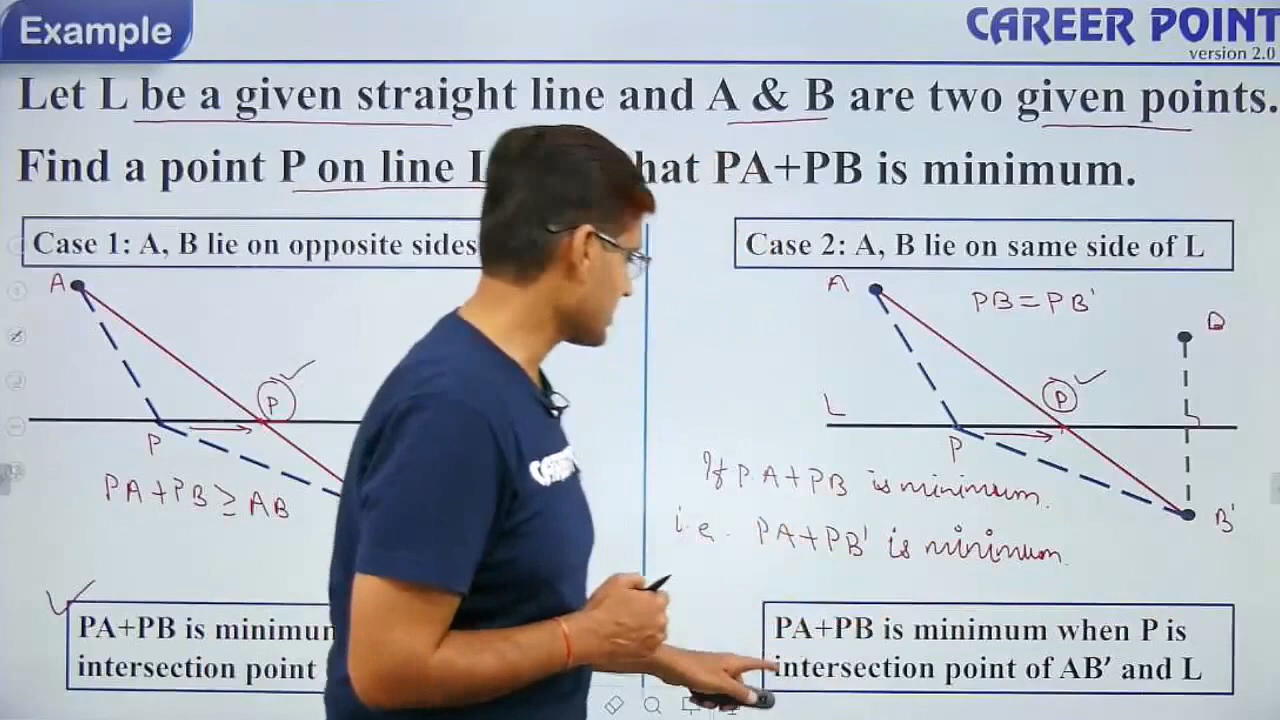 Example
CAREER POINT
version 2.0
Let L be a given straight line and A & B are two given points.
Find a point P on line L hat PA+PB is minimum.
Case 1: A, B lie on opposite sides
A
P
P
PA+PB ≥ AB
PA+PB is minimum
intersection point
Case 2: A, B lie on same side of L
A
PB=PB'
B
P
L
P
If PA+PB is minimum.
i.e. PA+PB' is minimum.
B'
PA+PB is minimum when P is
intersection point of AB′ and L